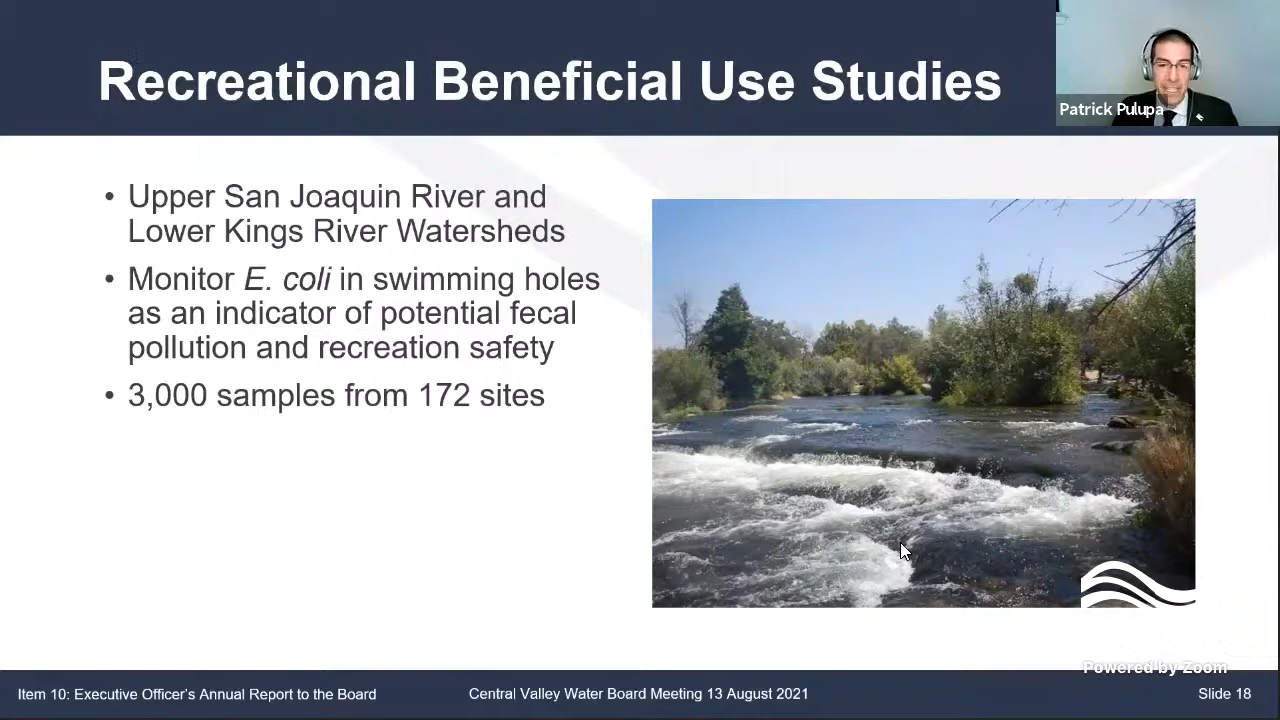 Recreational Beneficial Use Studies
Patrick Pulupa
• Upper San Joaquin River and
Lower Kings River Watersheds
• Monitor E. coli in swimming holes
as an indicator of potential fecal
pollution and recreation safety
• 3,000 samples from 172 sites
Powered by Zoom
Item 10: Executive Officer's Annual Report to the Board
Central Valley Water Board Meeting 13 August 2021
Slide 18